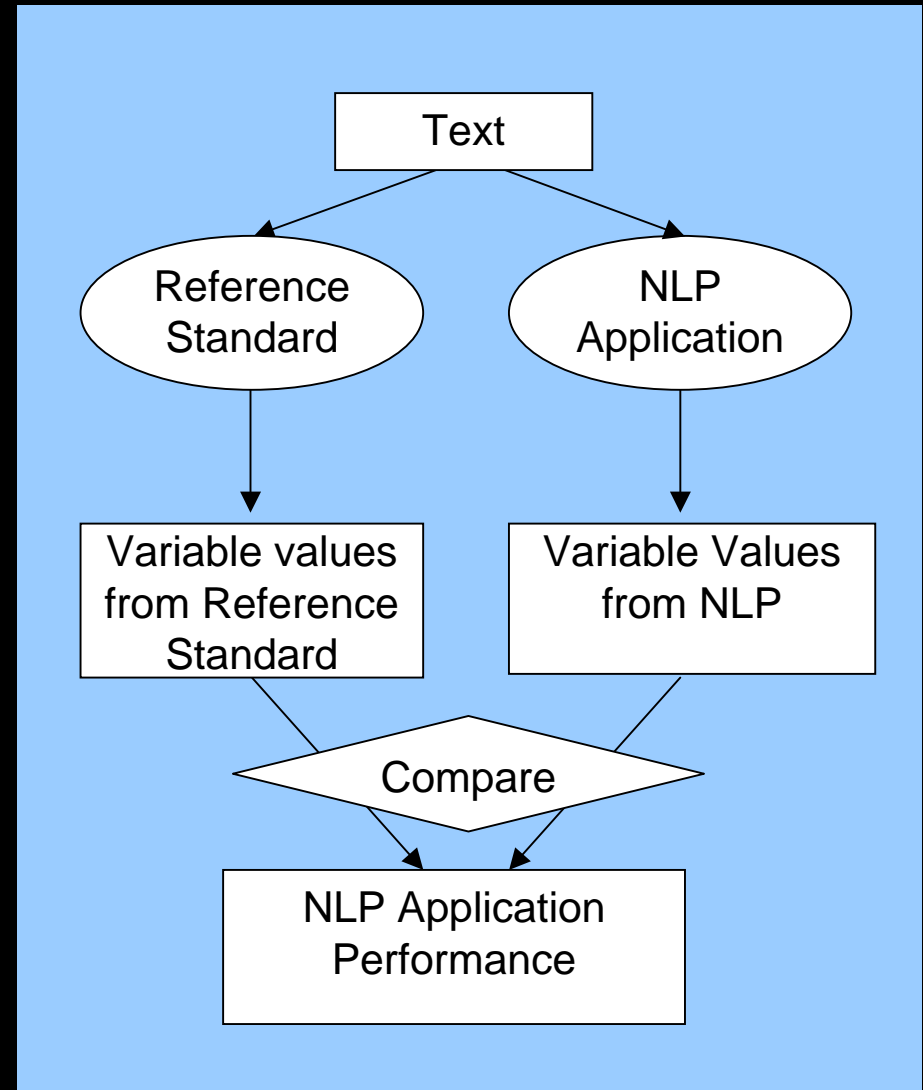 Text
Reference
Standard
NLP
Application
Variable values
from Reference
Standard
Variable Values
from NLP
Compare
NLP Application
Performance